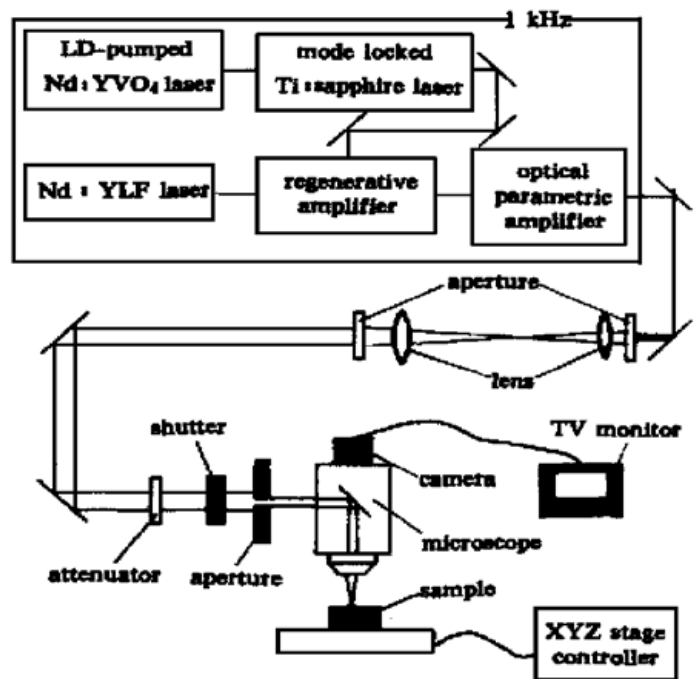 1 kHz
LD-pumped
Nd:YVO₄ laser
mode locked
Ti:sapphire laser
Nd: YLF laser
regenerative
amplifier
optical
parametric
amplifier
aperture
lens
shutter
TV monitor
camera
microscope
attenuator
aperture
sample
XYZ stage
controller